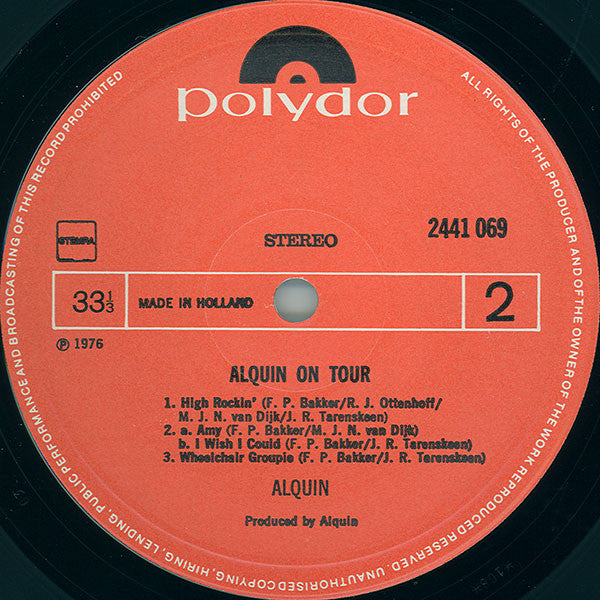 polydor
ALL RIGHTS OF THE PRODUCER AND OF THE OWNER OF THE WORK REPRODUCED RESERVED. UNAUTHORISED COPYING, HIRING, LENDING, PUBLIC PERFORMANCE AND BROADCASTING OF THIS RECORD PROHIBITED
STEMRA
STEREO
2441 069
33 1/3
MADE IN HOLLAND
2
Ⓟ 1976
ALQUIN ON TOUR
1. High Rockin' (F. P. Bakker/R. J. Ottenhoff/
M. J. N. van Dijk/J. R. Tarenskeen)
2. a. Amy (F. P. Bakker/M. J. N. van Dijk)
b. I Wish I Could (F. P. Bakker/J. R. Tarenskeen)
3. Wheelchair Groupie (F. P. Bakker/J. R. Tarenskeen)
ALQUIN
Produced by Alquin